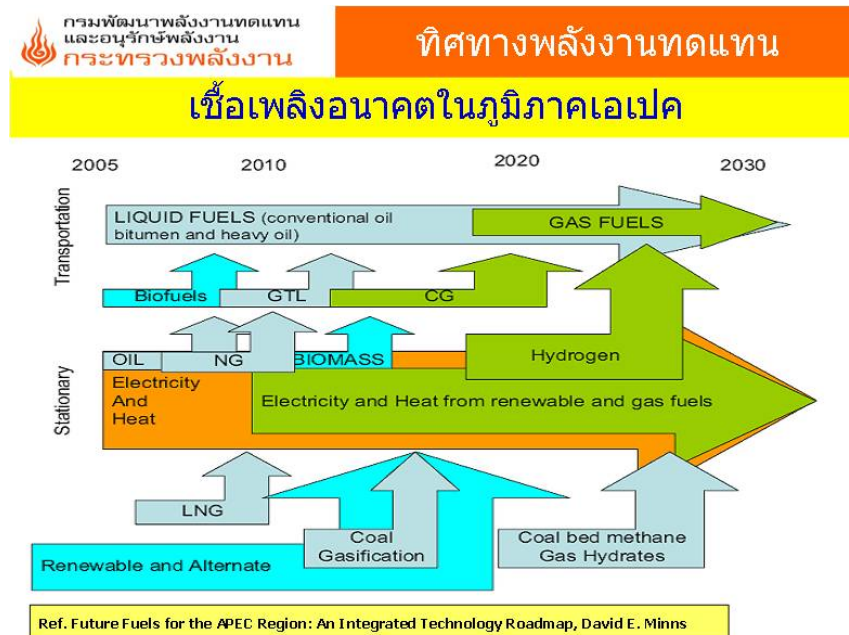 กรมพัฒนาพลังงานทดแทน
และอนุรักษ์พลังงาน
กระทรวงพลังงาน
ทิศทางพลังงานทดแทน
เชื้อเพลิงอนาคตในภูมิภาคเอเปค
2005 2010 2020 2030
Transportation
LIQUID FUELS (conventional oil
bitumen and heavy oil)
GAS FUELS
Biofuels GTL CG
Stationary
OIL NG BIOMASS Hydrogen
Electricity
And
Heat
Electricity and Heat from renewable and gas fuels
LNG
Coal
Gasification
Coal bed methane
Gas Hydrates
Renewable and Alternate
Ref. Future Fuels for the APEC Region: An Integrated Technology Roadmap, David E. Minns